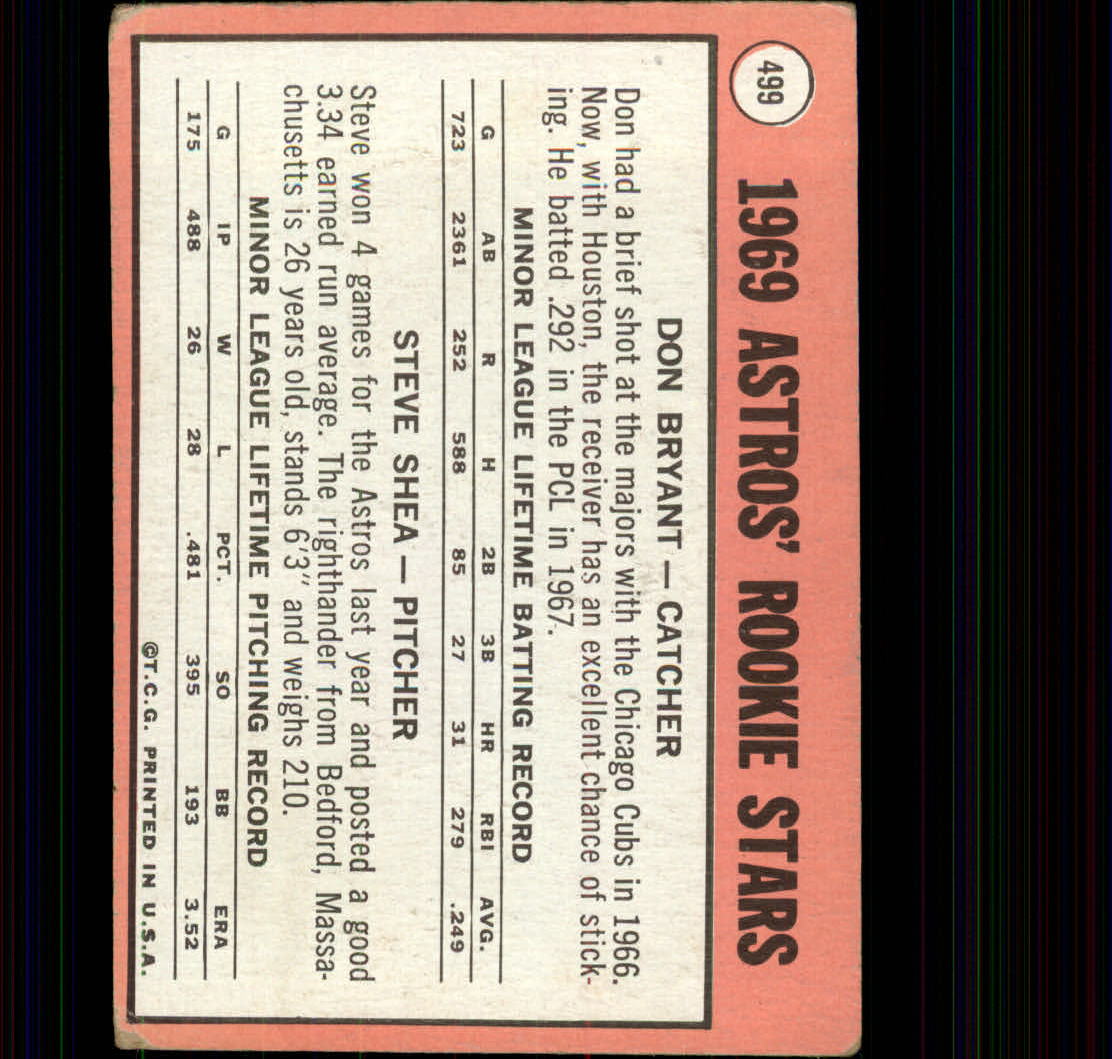 499
1969 ASTROS' ROOKIE STARS
DON BRYANT — CATCHER
Don had a brief shot at the majors with the Chicago Cubs in 1966.
Now, with Houston, the receiver has an excellent chance of stick-
ing. He batted .292 in the PCL in 1967.
MINOR LEAGUE LIFETIME BATTING RECORD
G AB R H 2B 3B HR RBI AVG.
723 2361 252 588 85 27 31 279 .249
STEVE SHEA — PITCHER
Steve won 4 games for the Astros last year and posted a good
3.34 earned run average. The righthander from Bedford, Massa-
chusetts is 26 years old, stands 6'3" and weighs 210.
MINOR LEAGUE LIFETIME PITCHING RECORD
G IP W L PCT. SO BB ERA
175 488 26 28 .481 395 193 3.52
©T.C.G. PRINTED IN U.S.A.